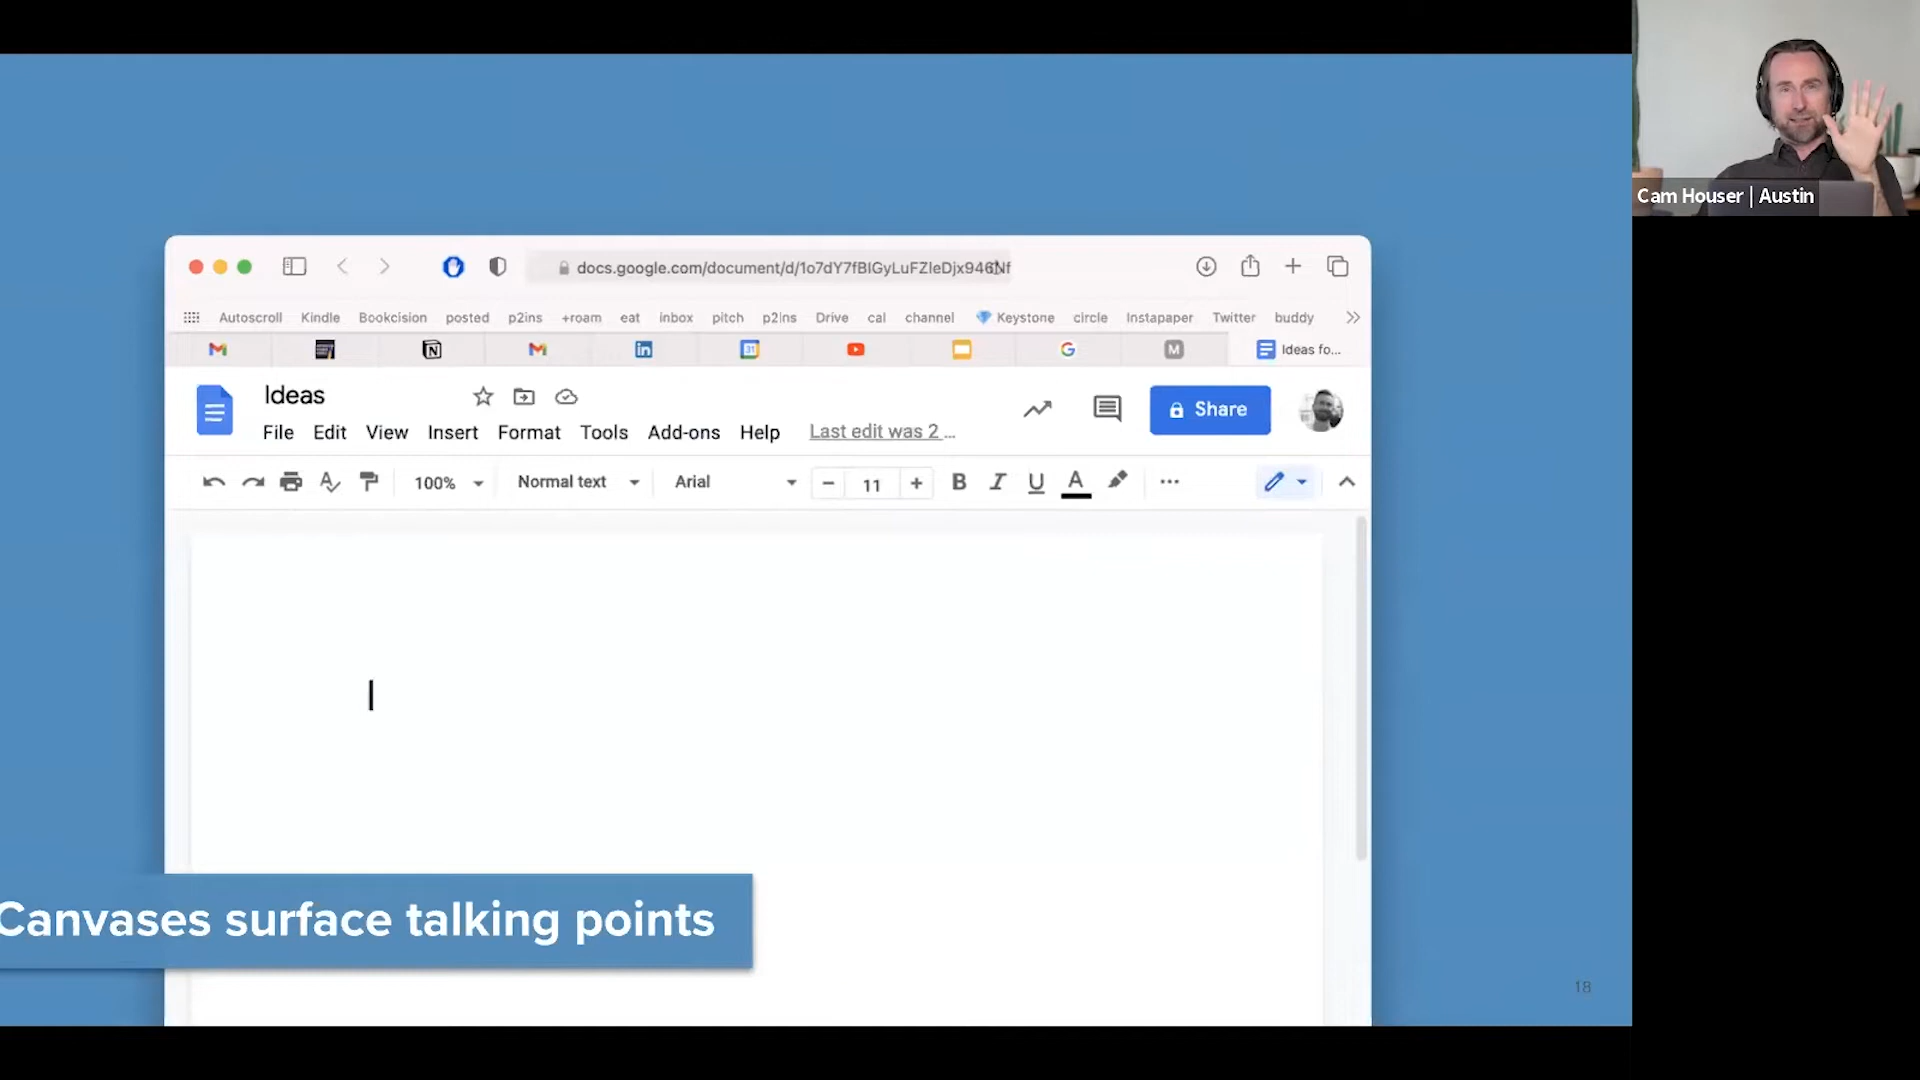 Cam Houser | Austin
docs.google.com/document/d/1o7dY7fBIGyLuFZIeDjx946Nf
Autoscroll Kindle Bookcision posted p2ins +roam eat inbox pitch p2Ins Drive cal channel Keystone circle Instapaper Twitter buddy
31 M Ideas fo...
Ideas
Share
File Edit View Insert Format Tools Add-ons Help Last edit was 2 ...
100% Normal text Arial 11 B I U A
Canvases surface talking points
18